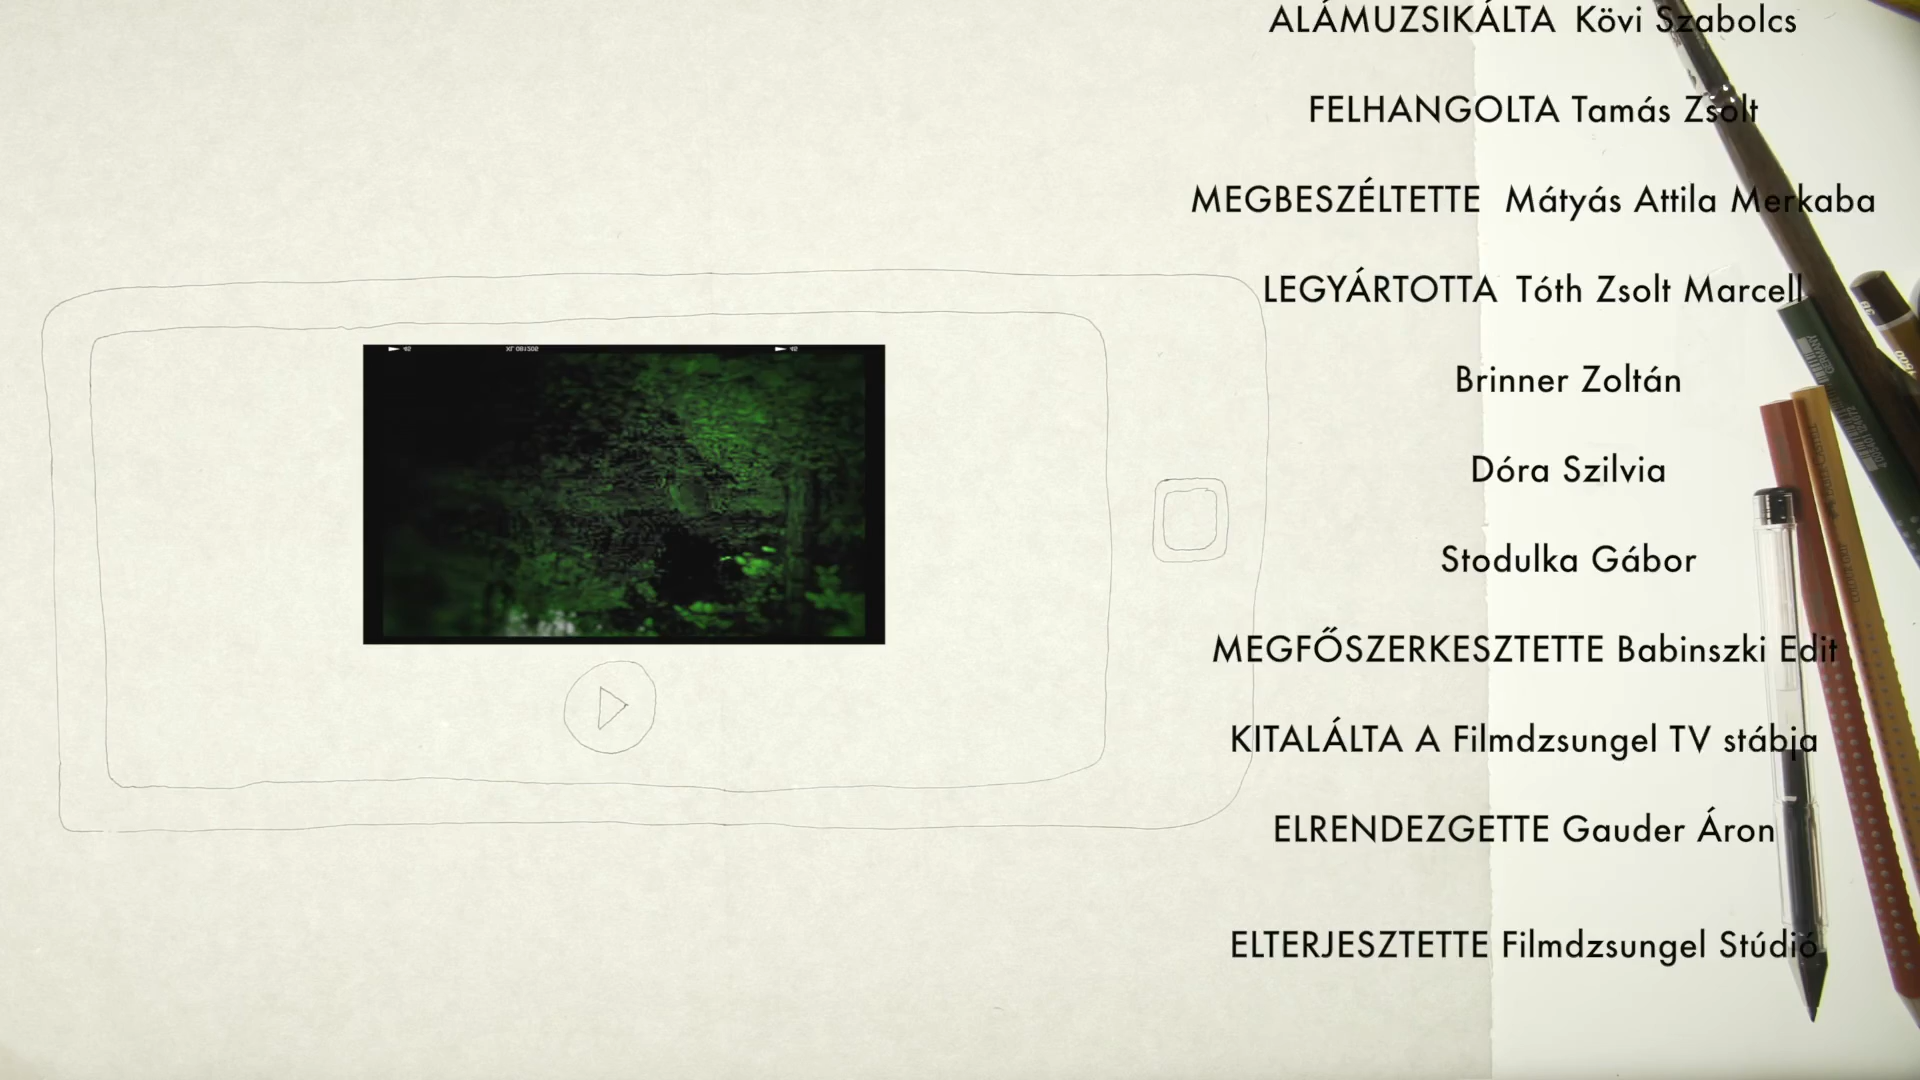 ALÁMUZSIKÁLTA Kövi Szabolcs
FELHANGOLTA Tamás Zsolt
MEGBESZÉLTETTE Mátyás Attila Merkaba
LEGYÁRTOTTA Tóth Zsolt Marcell
Brinner Zoltán
Dóra Szilvia
Stodulka Gábor
MEGFŐSZERKESZTETTE Babinszki Edit
KITALÁLTA A Filmdzsungel TV stábja
ELRENDEZGETTE Gauder Áron
ELTERJESZTETTE Filmdzsungel Stúdió